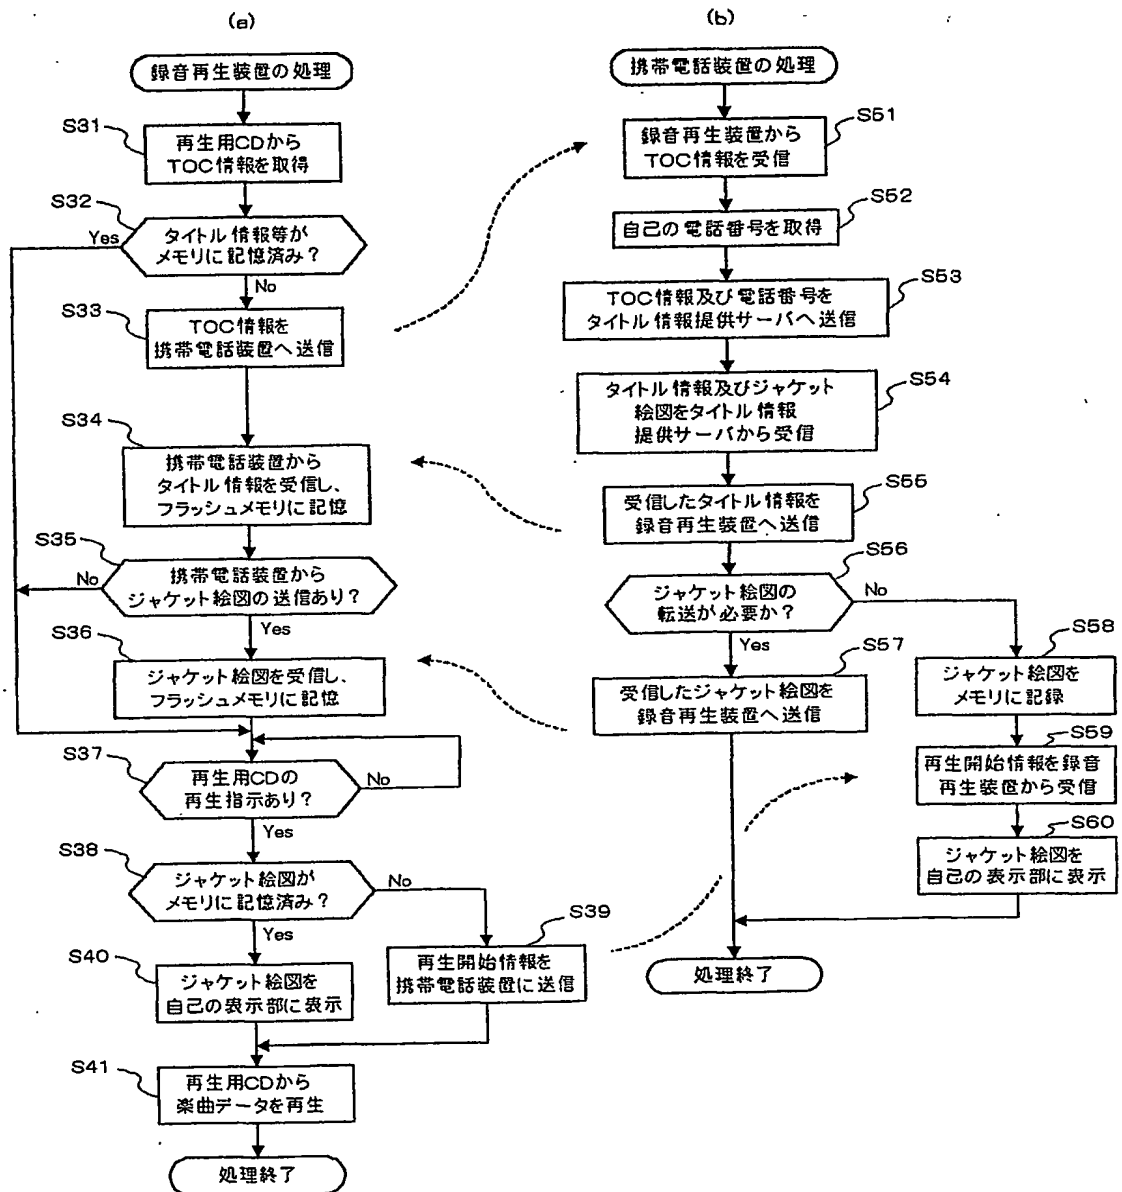 (a)
録音再生装置の処理
S31
再生用CDから
TOC情報を取得
S32
タイトル情報等が
メモリに記憶済み?
Yes
No
S33
TOC情報を
携帯電話装置へ送信
S34
携帯電話装置から
タイトル情報を受信し、
フラッシュメモリに記憶
S35
携帯電話装置から
ジャケット絵図の送信あり?
No
Yes
S36
ジャケット絵図を受信し、
フラッシュメモリに記憶
S37
再生用CDの
再生指示あり?
No
Yes
S38
ジャケット絵図が
メモリに記憶済み?
No
Yes
S39
再生開始情報を
携帯電話装置に送信
S40
ジャケット絵図を
自己の表示部に表示
S41
再生用CDから
楽曲データを再生
処理終了
(b)
携帯電話装置の処理
S51
録音再生装置から
TOC情報を受信
S52
自己の電話番号を取得
S53
TOC情報及び電話番号を
タイトル情報提供サーバへ送信
S54
タイトル情報及びジャケット
絵図をタイトル情報
提供サーバから受信
S55
受信したタイトル情報を
録音再生装置へ送信
S56
ジャケット絵図の
転送が必要か?
No
Yes
S57
受信したジャケット絵図を
録音再生装置へ送信
S58
ジャケット絵図を
メモリに記録
S59
再生開始情報を録音
再生装置から受信
S60
ジャケット絵図を
自己の表示部に表示
処理終了